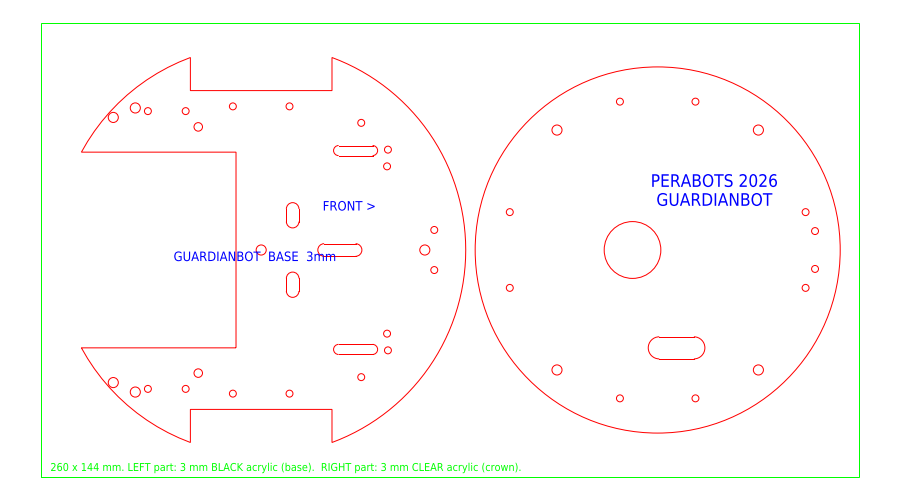 PERABOTS 2026
GUARDIANBOT
FRONT >
GUARDIANBOT  BASE  3mm
260 x 144 mm. LEFT part: 3 mm BLACK acrylic (base).  RIGHT part: 3 mm CLEAR acrylic (crown).